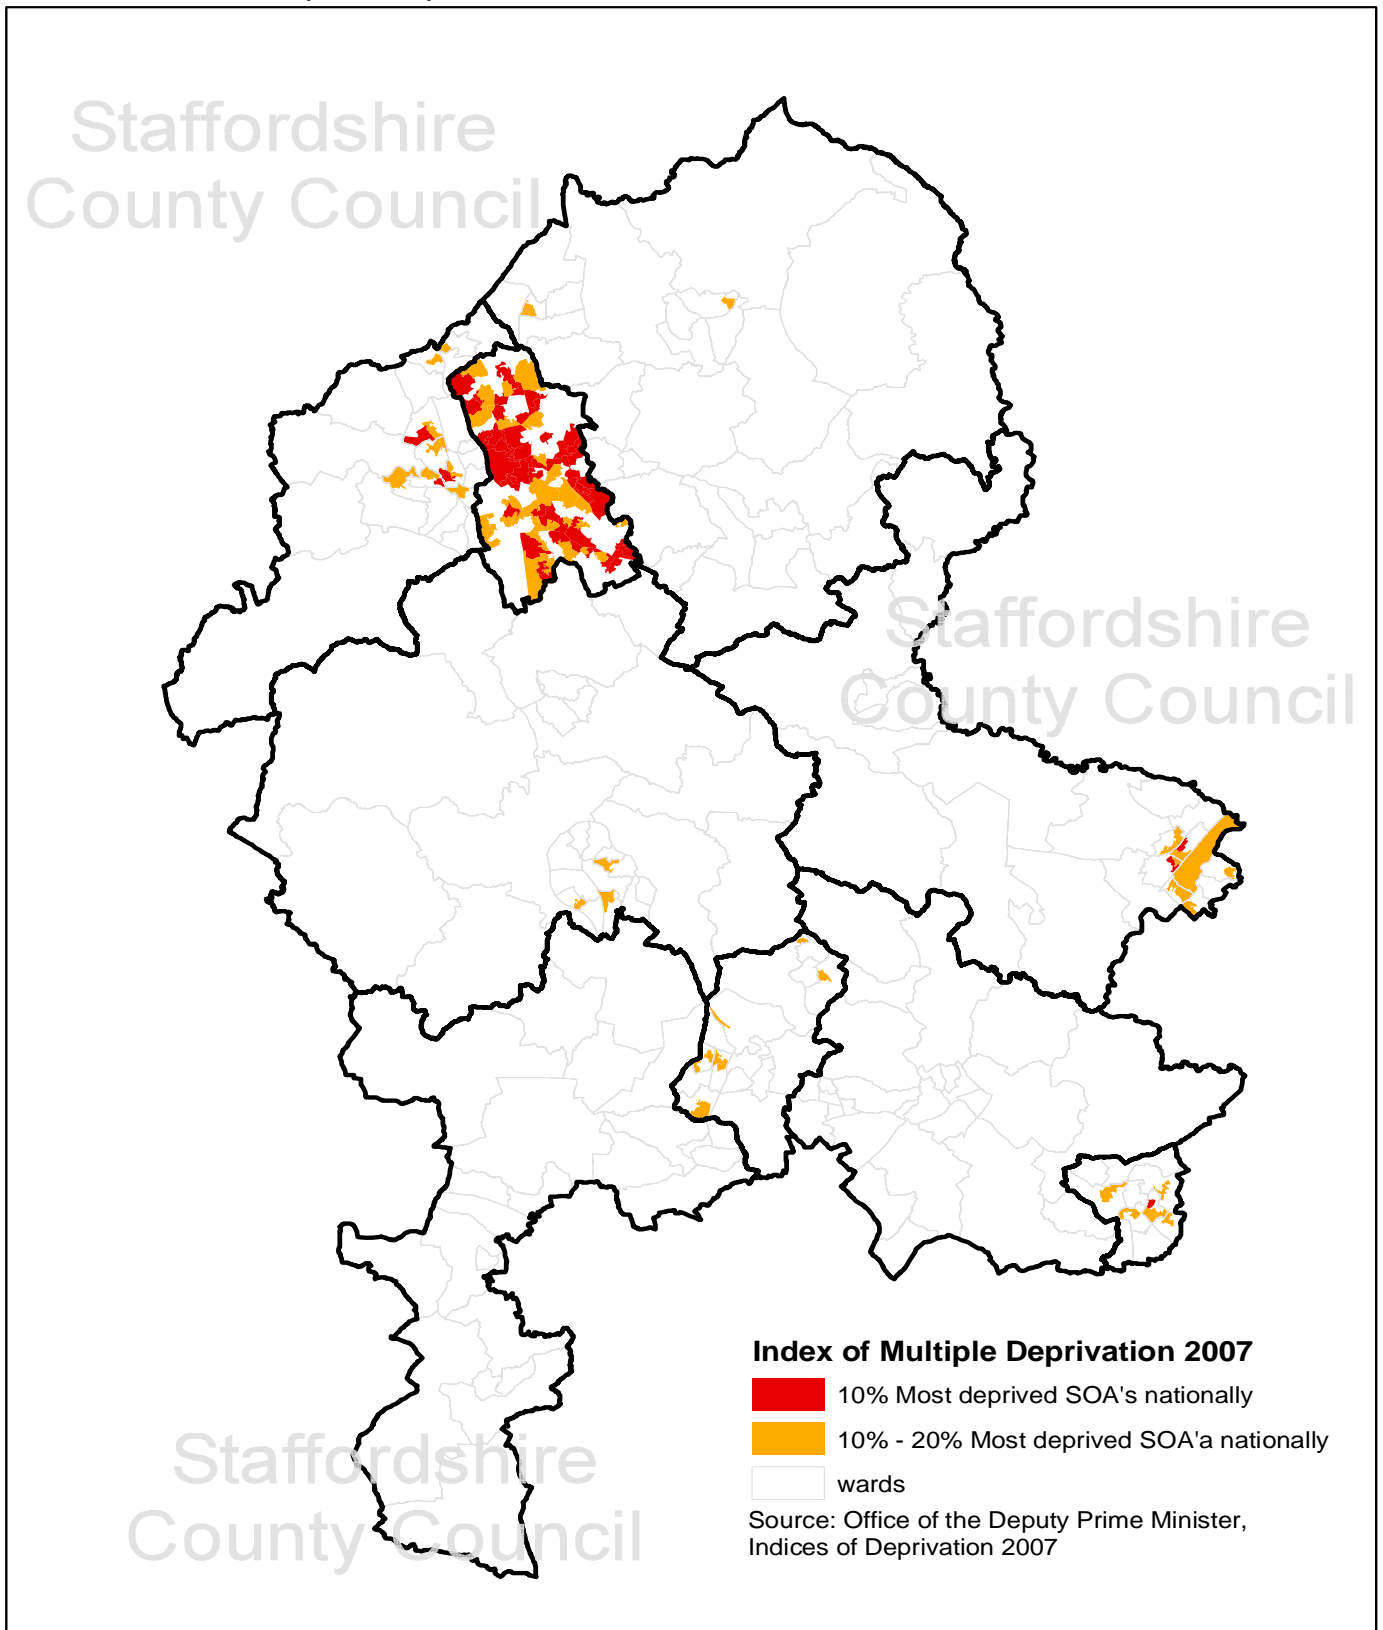 Staffordshire
County Council
Staffordshire
County Council
Index of Multiple Deprivation 2007
10% Most deprived SOA's nationally
10% - 20% Most deprived SOA'a nationally
wards
Source: Office of the Deputy Prime Minister,
Indices of Deprivation 2007
Staffordshire
County Council